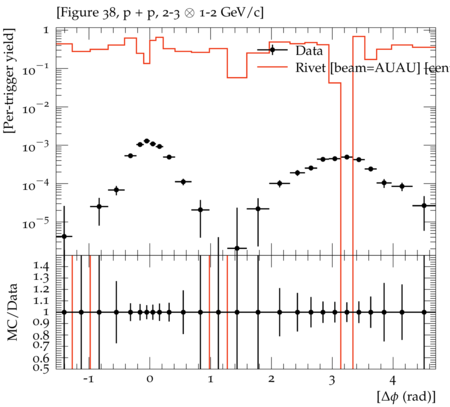 [Figure 38, p + p, 2-3 ⊗ 1-2 GeV/c]
[Per-trigger yield]
1
10⁻¹
10⁻²
10⁻³
10⁻⁴
10⁻⁵
Data
Rivet [beam=AUAU] [cen
MC/Data
1.4
1.3
1.2
1.1
1
0.9
0.8
0.7
0.6
0.5
-1 0 1 2 3 4
[Δϕ (rad)]